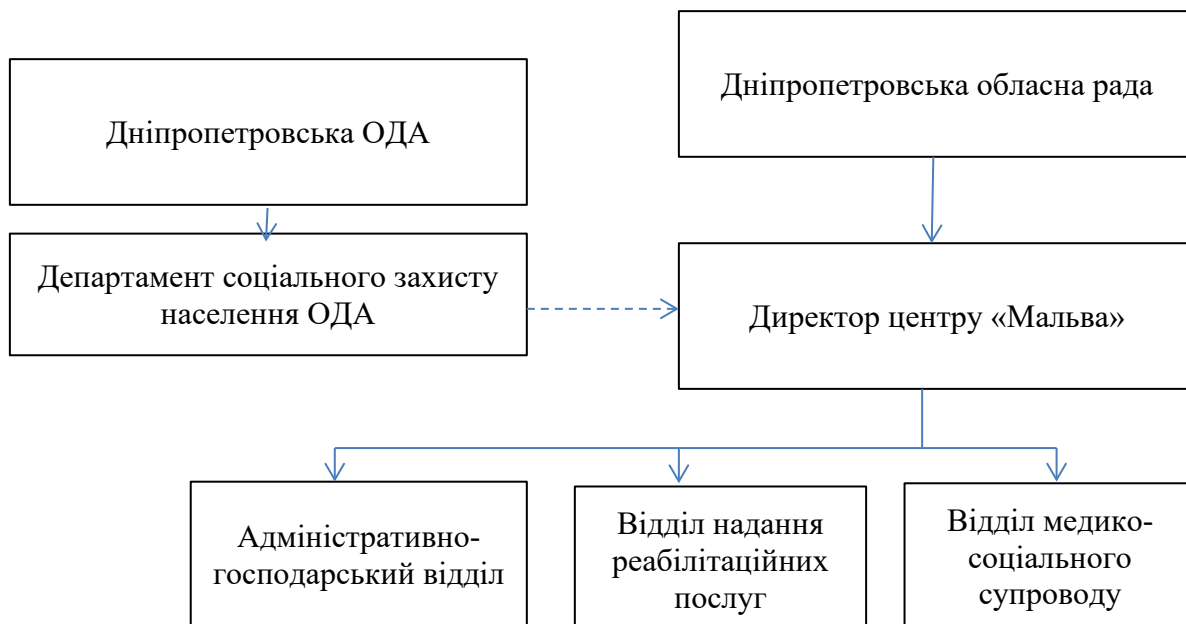 Дніпропетровська ОДА
Дніпропетровська обласна рада
Департамент соціального захисту
населення ОДА
Директор центру «Мальва»
Адміністративно-
господарський відділ
Відділ надання
реабілітаційних
послуг
Відділ медико-
соціального
супроводу